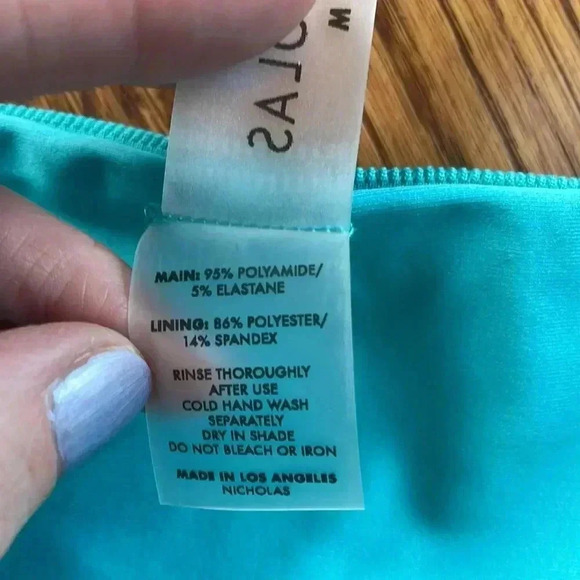 M
OLAS
MAIN: 95% POLYAMIDE/
5% ELASTANE
LINING: 86% POLYESTER/
14% SPANDEX
RINSE THOROUGHLY
AFTER USE
COLD HAND WASH
SEPARATELY
DRY IN SHADE
DO NOT BLEACH OR IRON
MADE IN LOS ANGELES
NICHOLAS